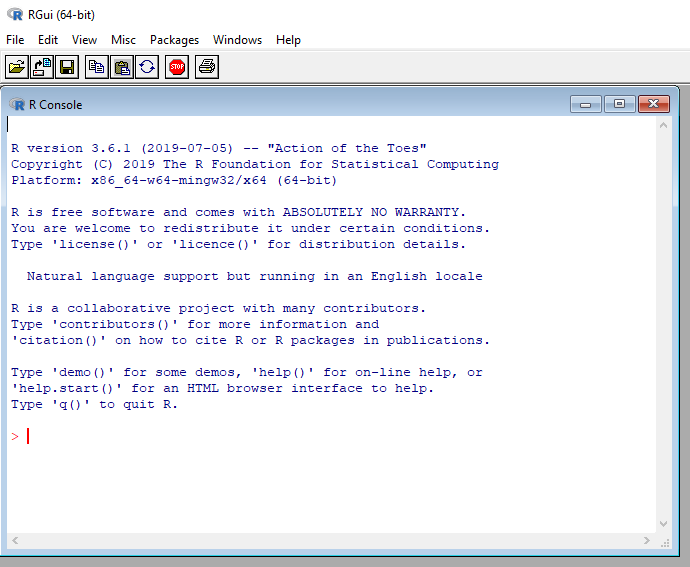 RGui (64-bit)
File Edit View Misc Packages Windows Help
STOP
R Console
R version 3.6.1 (2019-07-05) -- "Action of the Toes"
Copyright (C) 2019 The R Foundation for Statistical Computing
Platform: x86_64-w64-mingw32/x64 (64-bit)
R is free software and comes with ABSOLUTELY NO WARRANTY.
You are welcome to redistribute it under certain conditions.
Type 'license()' or 'licence()' for distribution details.
Natural language support but running in an English locale
R is a collaborative project with many contributors.
Type 'contributors()' for more information and
'citation()' on how to cite R or R packages in publications.
Type 'demo()' for some demos, 'help()' for on-line help, or
'help.start()' for an HTML browser interface to help.
Type 'q()' to quit R.
>